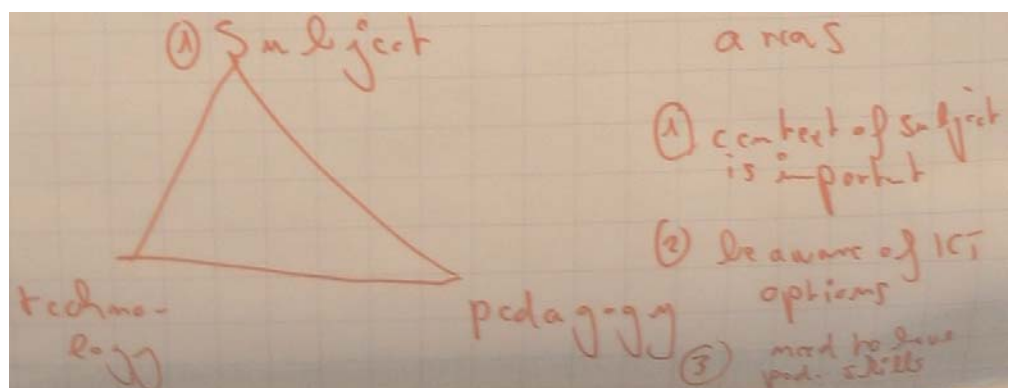 ① Subject
techno-
logy
pedagogy
areas
① context of subject
is important
② be aware of ICT
options
③ need to have
ped. skills